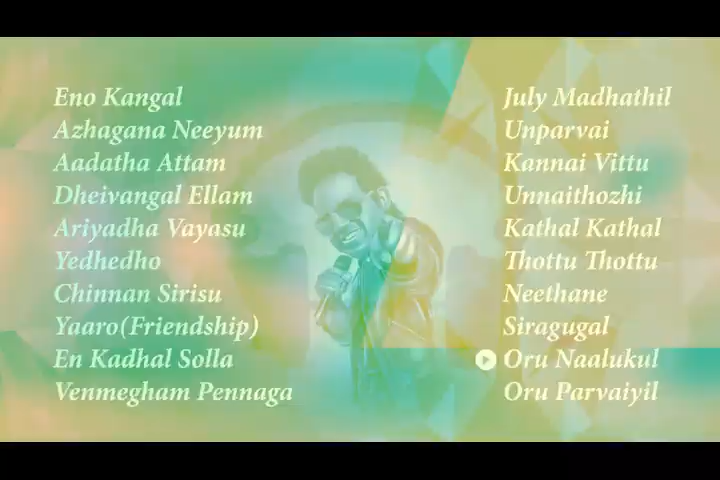 Eno Kangal
Azhagana Neeyum
Aadatha Attam
Dheivangal Ellam
Ariyadha Vayasu
Yedhedho
Chinnan Sirisu
Yaaro(Friendship)
En Kadhal Solla
Venmegham Pennaga
July Madhathil
Unparvai
Kannai Vittu
Unnaithozhi
Kathal Kathal
Thottu Thottu
Neethane
Siragugal
Oru Naalukul
Oru Parvaiyil